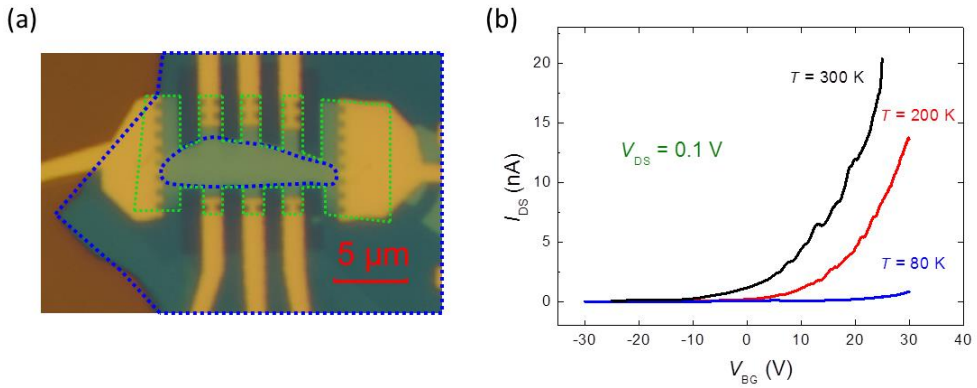 (a)
5 μm
(b)
I_DS (nA)
20
15
10
5
0
T = 300 K
T = 200 K
V_DS = 0.1 V
T = 80 K
-30
-20
-10
0
10
20
30
40
V_BG (V)